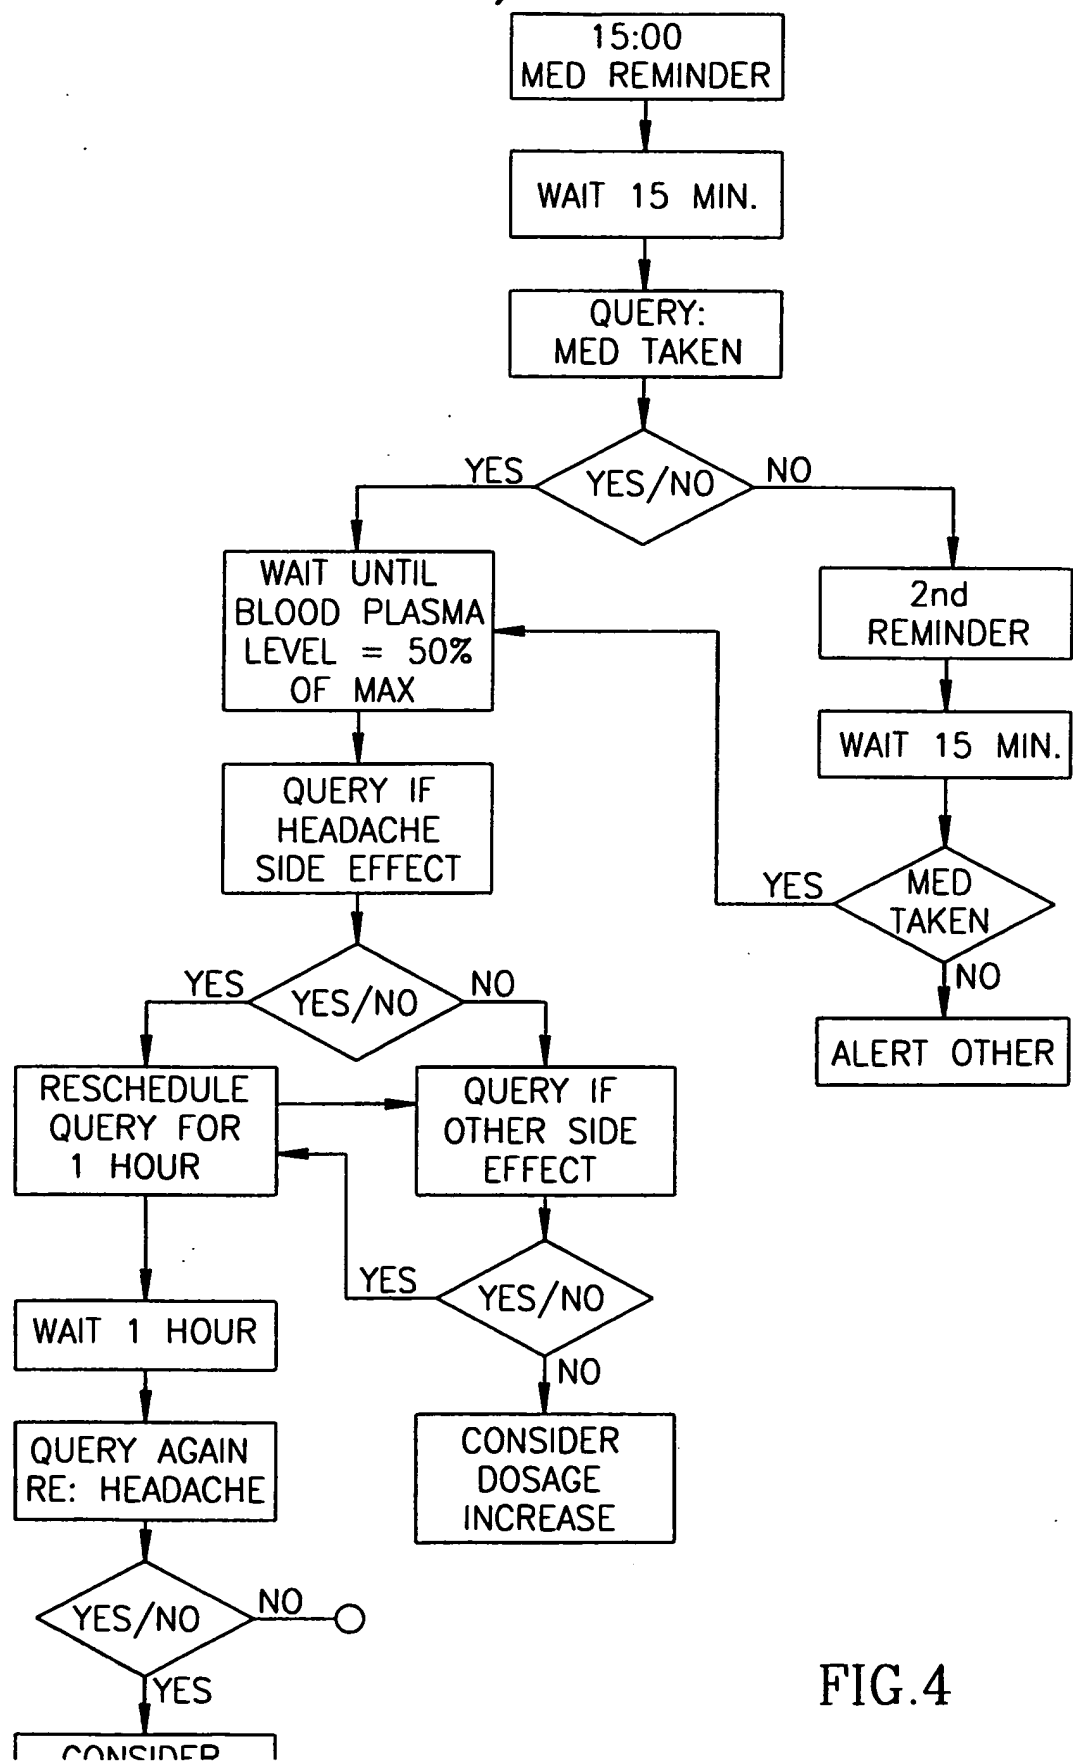 15:00
MED REMINDER
WAIT 15 MIN.
QUERY:
MED TAKEN
YES
YES/NO
NO
WAIT UNTIL
BLOOD PLASMA
LEVEL = 50%
OF MAX
2nd
REMINDER
WAIT 15 MIN.
QUERY IF
HEADACHE
SIDE EFFECT
YES
MED
TAKEN
NO
ALERT OTHER
YES
YES/NO
NO
RESCHEDULE
QUERY FOR
1 HOUR
QUERY IF
OTHER SIDE
EFFECT
YES
YES/NO
NO
WAIT 1 HOUR
CONSIDER
DOSAGE
INCREASE
QUERY AGAIN
RE: HEADACHE
YES/NO
NO
YES
CONSIDER
FIG.4